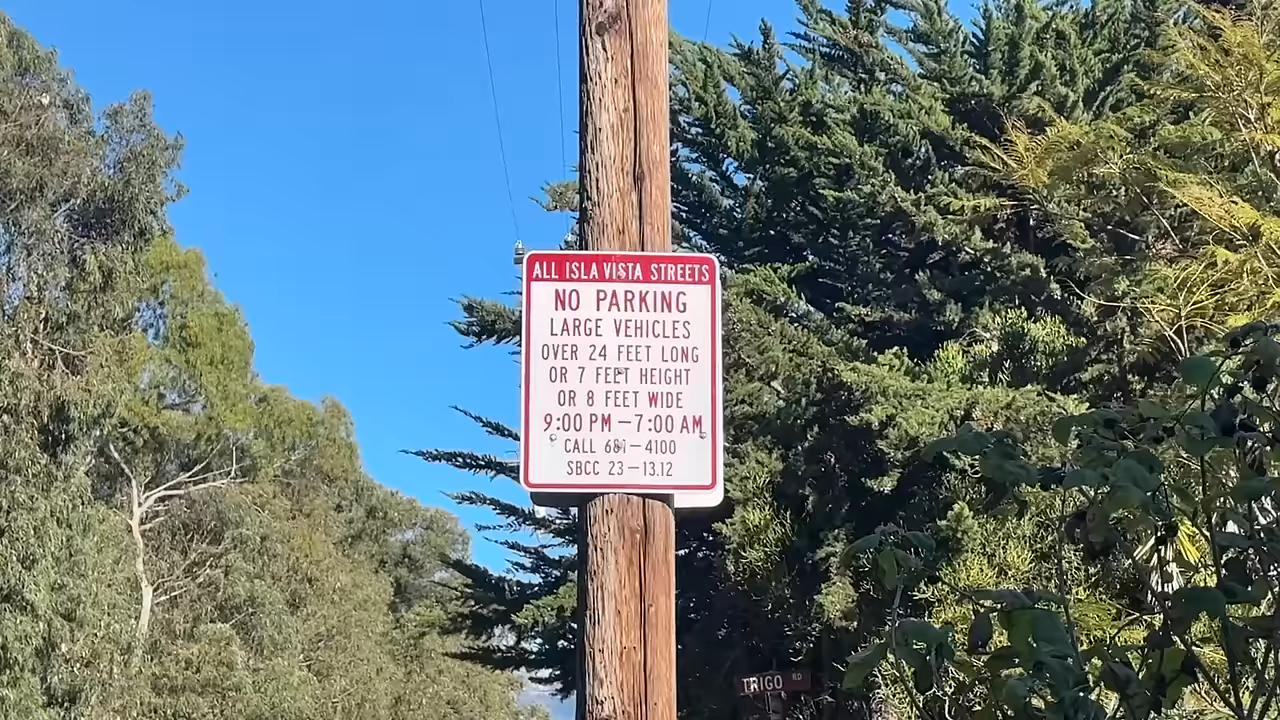 ALL ISLA VISTA STREETS
NO PARKING
LARGE VEHICLES
OVER 24 FEET LONG
OR 7 FEET HEIGHT
OR 8 FEET WIDE
9:00 PM — 7:00 AM
CALL 681—4100
SBCC 23—13.12
TRIGO RD